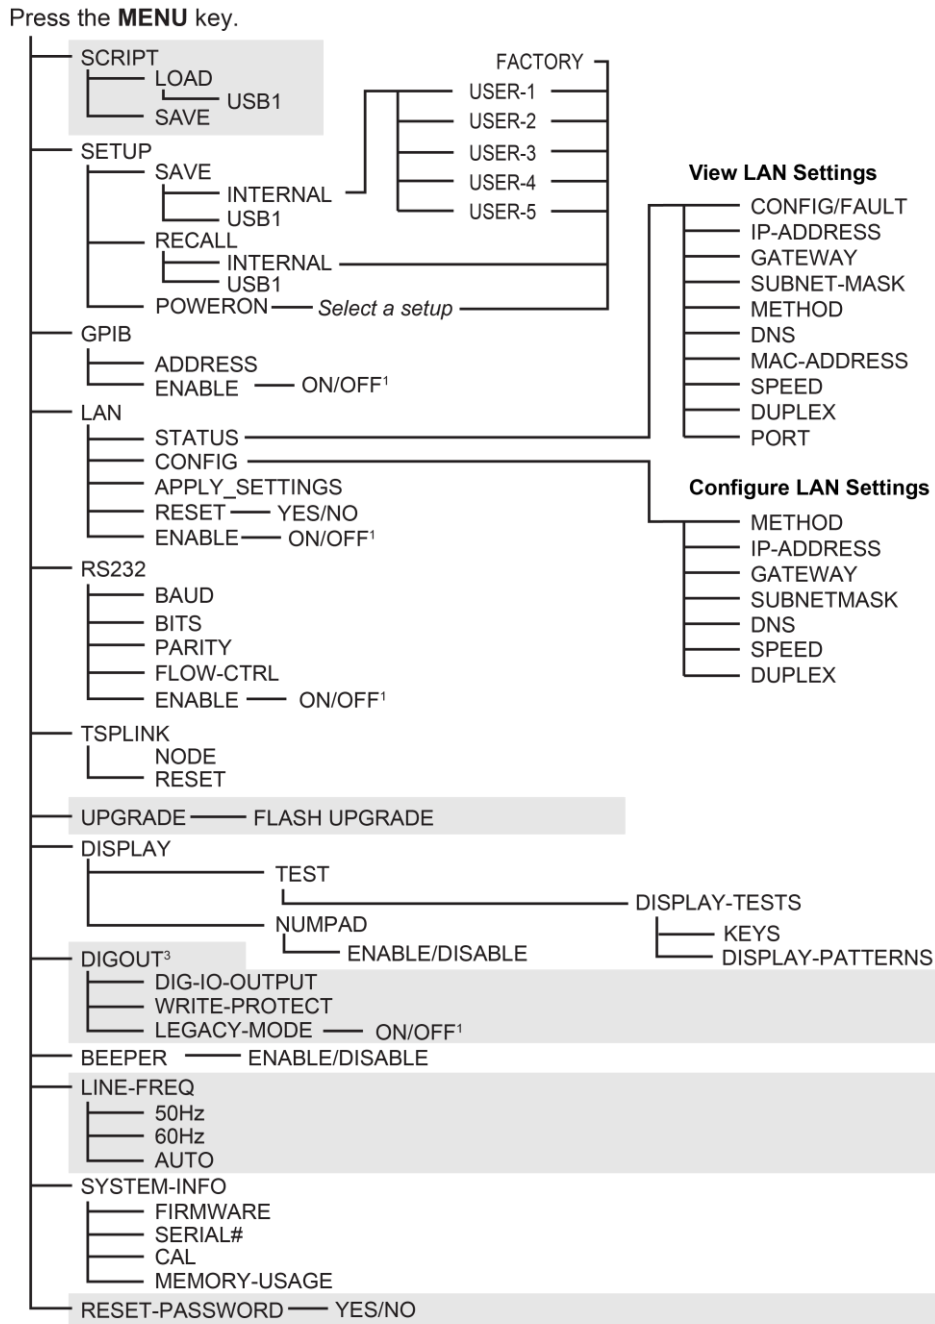 Press the MENU key.
SCRIPT
LOAD
USB1
SAVE
SETUP
SAVE
INTERNAL
USB1
RECALL
INTERNAL
USB1
POWERON Select a setup
FACTORY
USER-1
USER-2
USER-3
USER-4
USER-5
GPIB
ADDRESS
ENABLE ON/OFF¹
LAN
STATUS
CONFIG
APPLY_SETTINGS
RESET YES/NO
ENABLE ON/OFF¹
View LAN Settings
CONFIG/FAULT
IP-ADDRESS
GATEWAY
SUBNET-MASK
METHOD
DNS
MAC-ADDRESS
SPEED
DUPLEX
PORT
Configure LAN Settings
METHOD
IP-ADDRESS
GATEWAY
SUBNETMASK
DNS
SPEED
DUPLEX
RS232
BAUD
BITS
PARITY
FLOW-CTRL
ENABLE ON/OFF¹
TSPLINK
NODE
RESET
UPGRADE FLASH UPGRADE
DISPLAY
TEST
DISPLAY-TESTS
KEYS
DISPLAY-PATTERNS
NUMPAD
ENABLE/DISABLE
DIGOUT³
DIG-IO-OUTPUT
WRITE-PROTECT
LEGACY-MODE ON/OFF¹
BEEPER ENABLE/DISABLE
LINE-FREQ
50Hz
60Hz
AUTO
SYSTEM-INFO
FIRMWARE
SERIAL#
CAL
MEMORY-USAGE
RESET-PASSWORD YES/NO